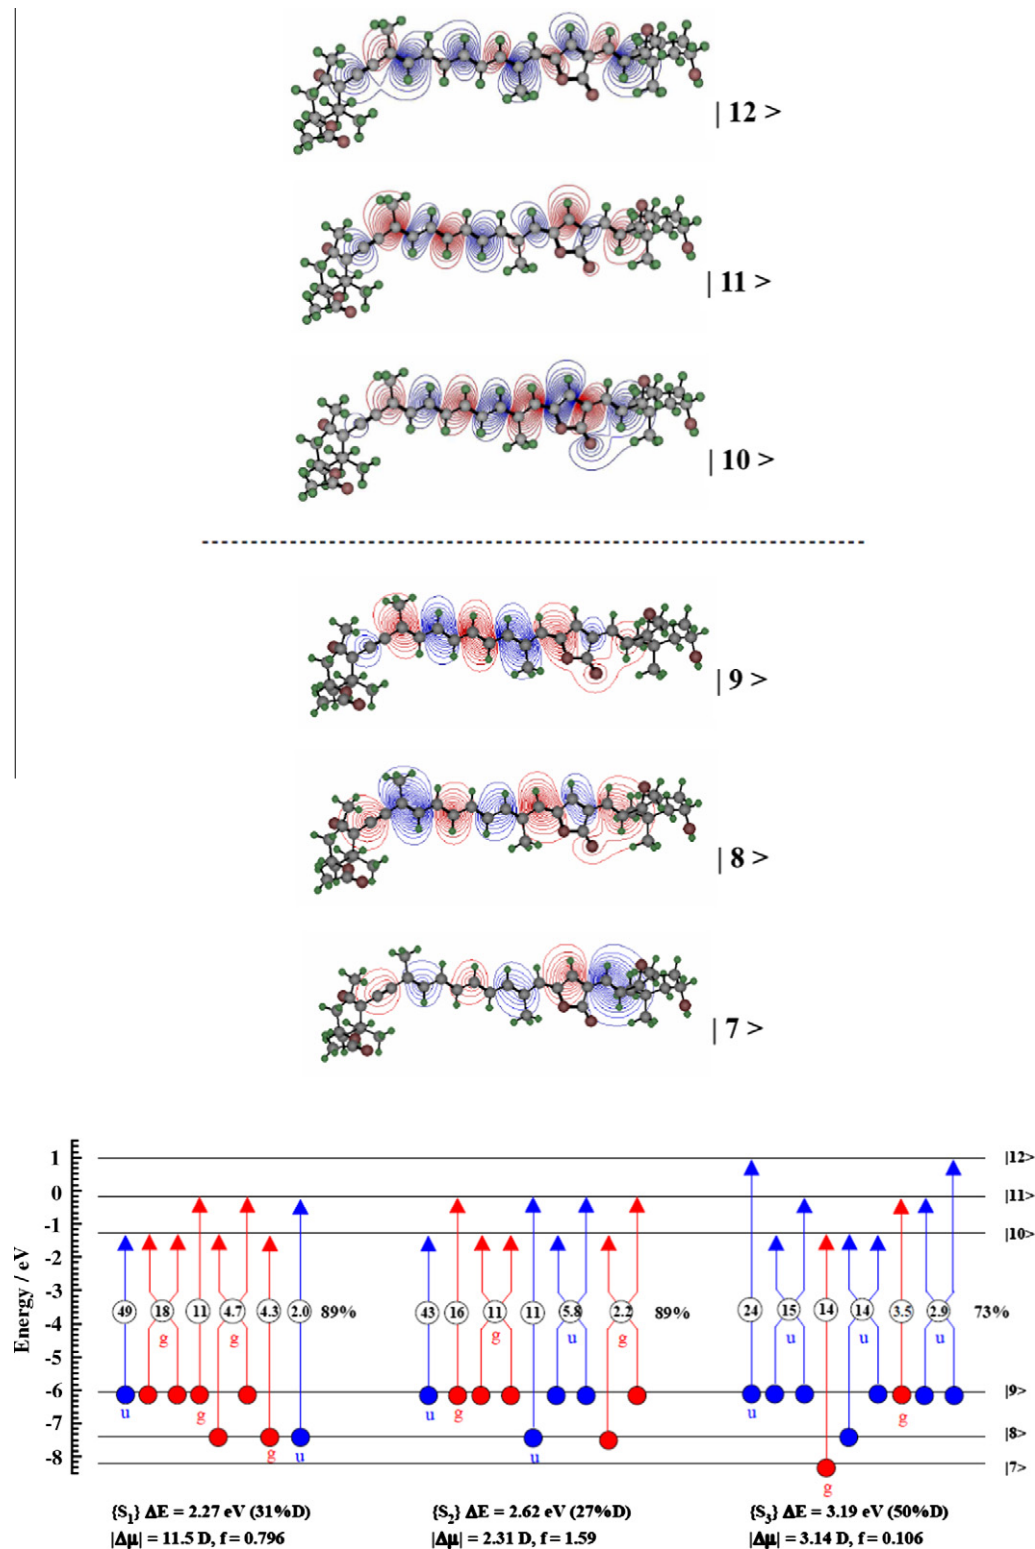 | 12 >
| 11 >
| 10 >
| 9 >
| 8 >
| 7 >
Energy / eV
1
0
-1
-2
-3
-4
-5
-6
-7
-8
|12>
|11>
|10>
|9>
|8>
|7>
49 18 11 4.7 4.3 2.0 89%
g g
u g
g u
43 16 11 11 5.8 2.2 89%
g u g
u g
u
24 15 14 14 3.5 2.9 73%
u u u
u g
g
{S1} ΔE = 2.27 eV (31%D)
|Δμ| = 11.5 D, f = 0.796
{S2} ΔE = 2.62 eV (27%D)
|Δμ| = 2.31 D, f = 1.59
{S3} ΔE = 3.19 eV (50%D)
|Δμ| = 3.14 D, f = 0.106